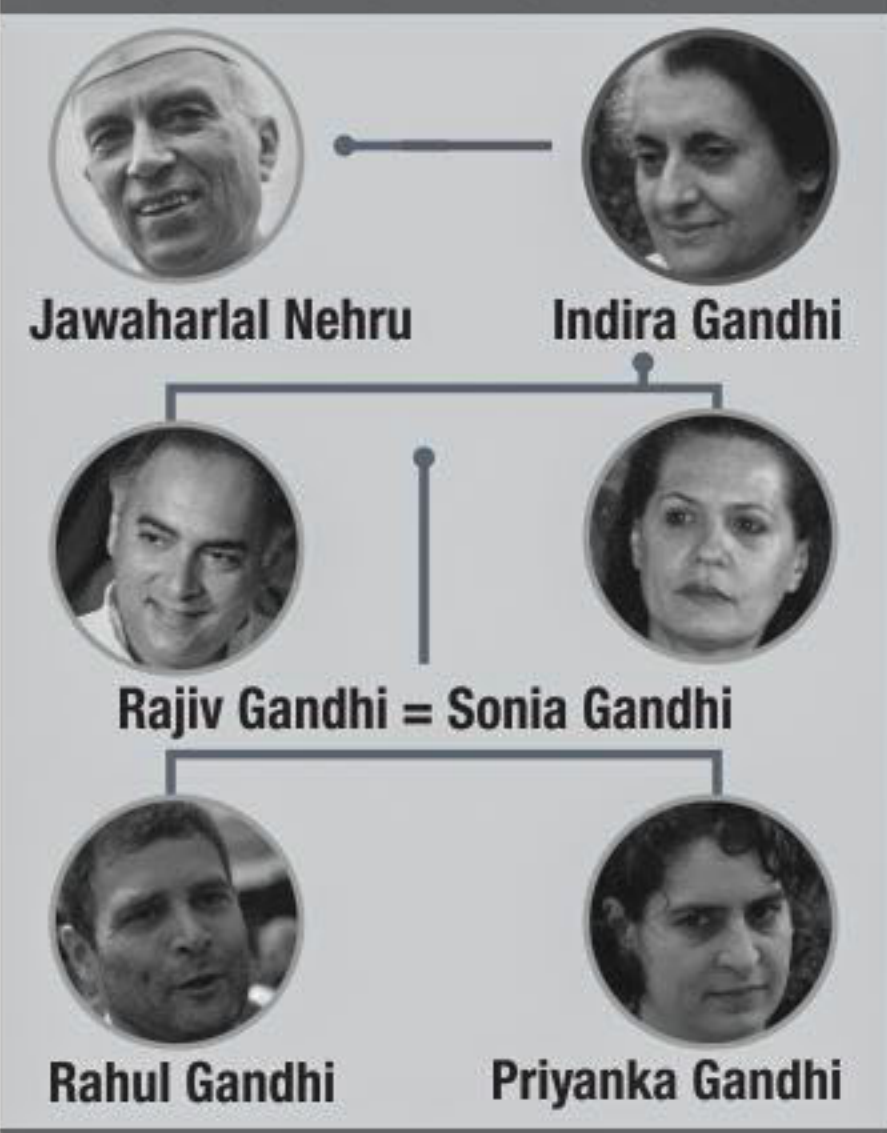 Jawaharlal Nehru
Indira Gandhi
Rajiv Gandhi = Sonia Gandhi
Rahul Gandhi
Priyanka Gandhi